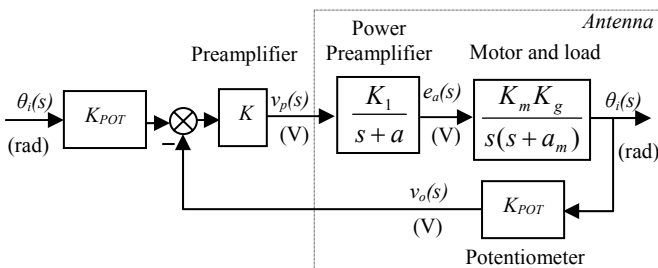 Antenna
Power
Preamplifier
Preamplifier
Motor and load
θi(s)
(rad)
KPOT
−
K
vp(s)
(V)
K1
s + a
ea(s)
(V)
KmKg
s(s + am)
θi(s)
(rad)
vo(s)
(V)
KPOT
Potentiometer